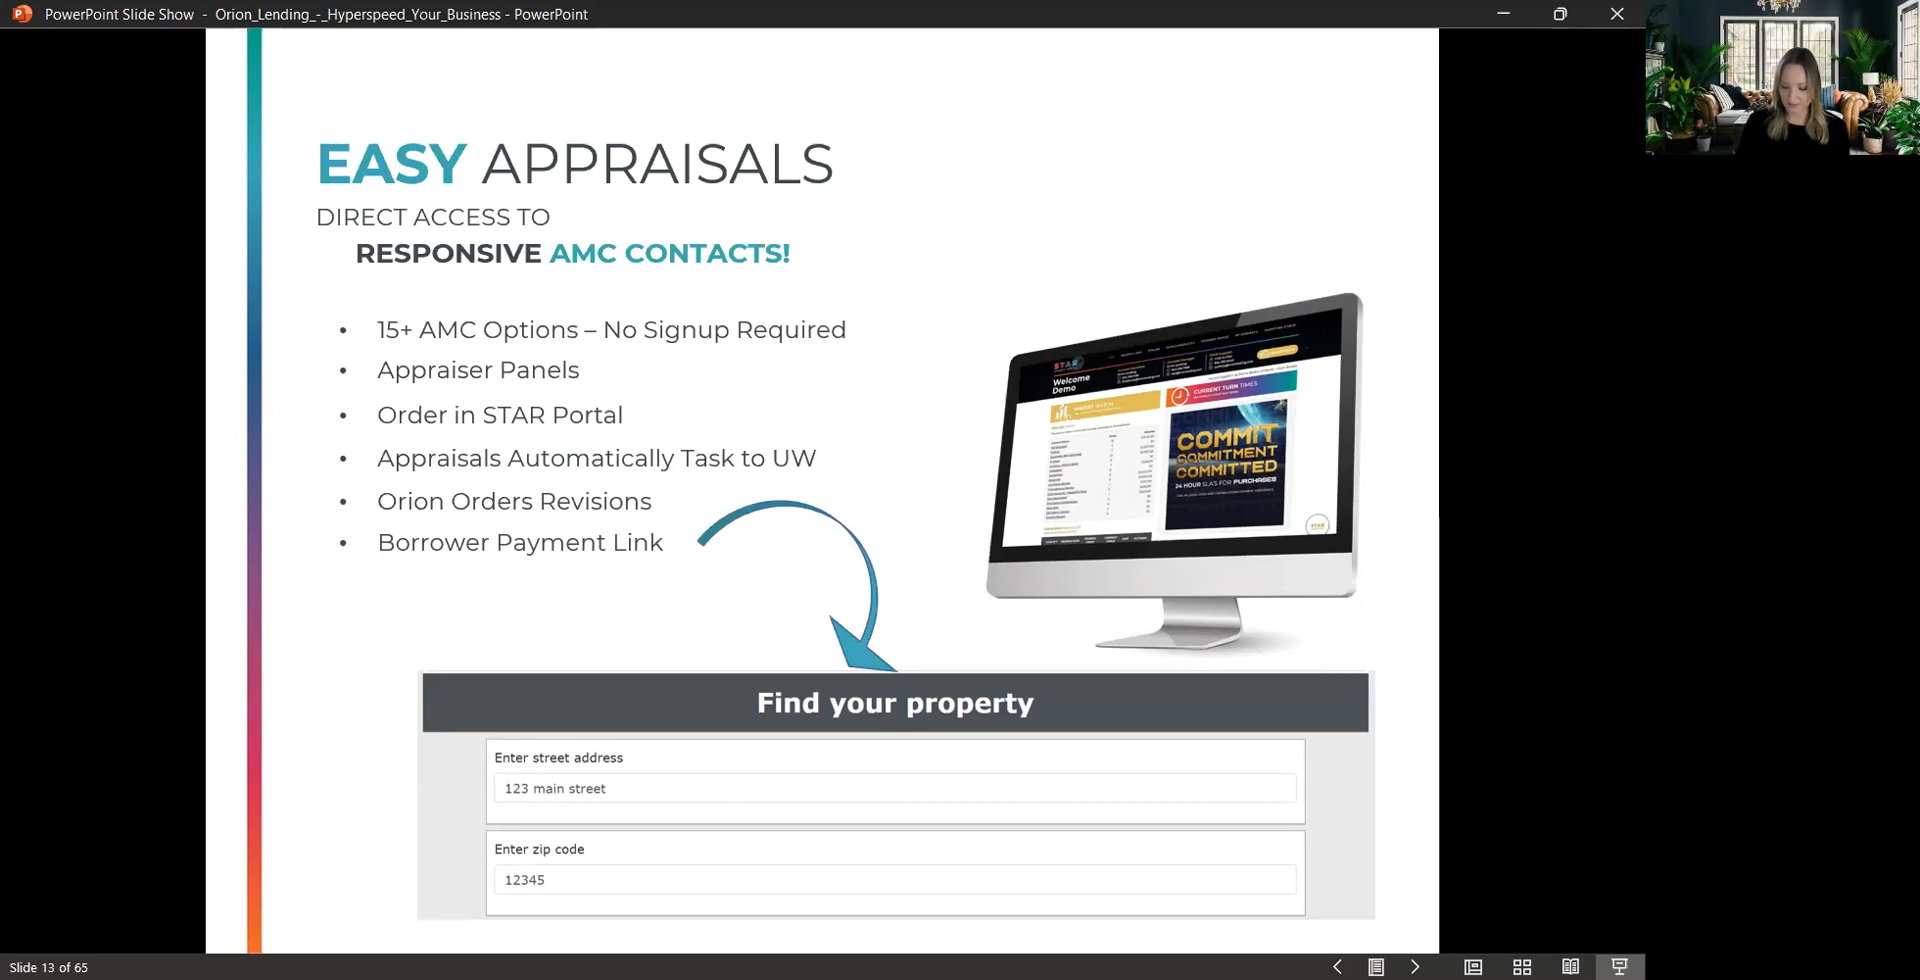 PowerPoint Slide Show - Orion_Lending_-_Hyperspeed_Your_Business - PowerPoint
EASY APPRAISALS
DIRECT ACCESS TO
RESPONSIVE AMC CONTACTS!
• 15+ AMC Options – No Signup Required
• Appraiser Panels
• Order in STAR Portal
• Appraisals Automatically Task to UW
• Orion Orders Revisions
• Borrower Payment Link
STAR
Welcome
Demo
MARKET WATCH
CURRENT TURN TIMES
COMMIT
COMMITMENT
COMMITTED
24 HOUR SLA'S FOR PURCHASES
Find your property
Enter street address
123 main street
Enter zip code
12345
Slide 13 of 65